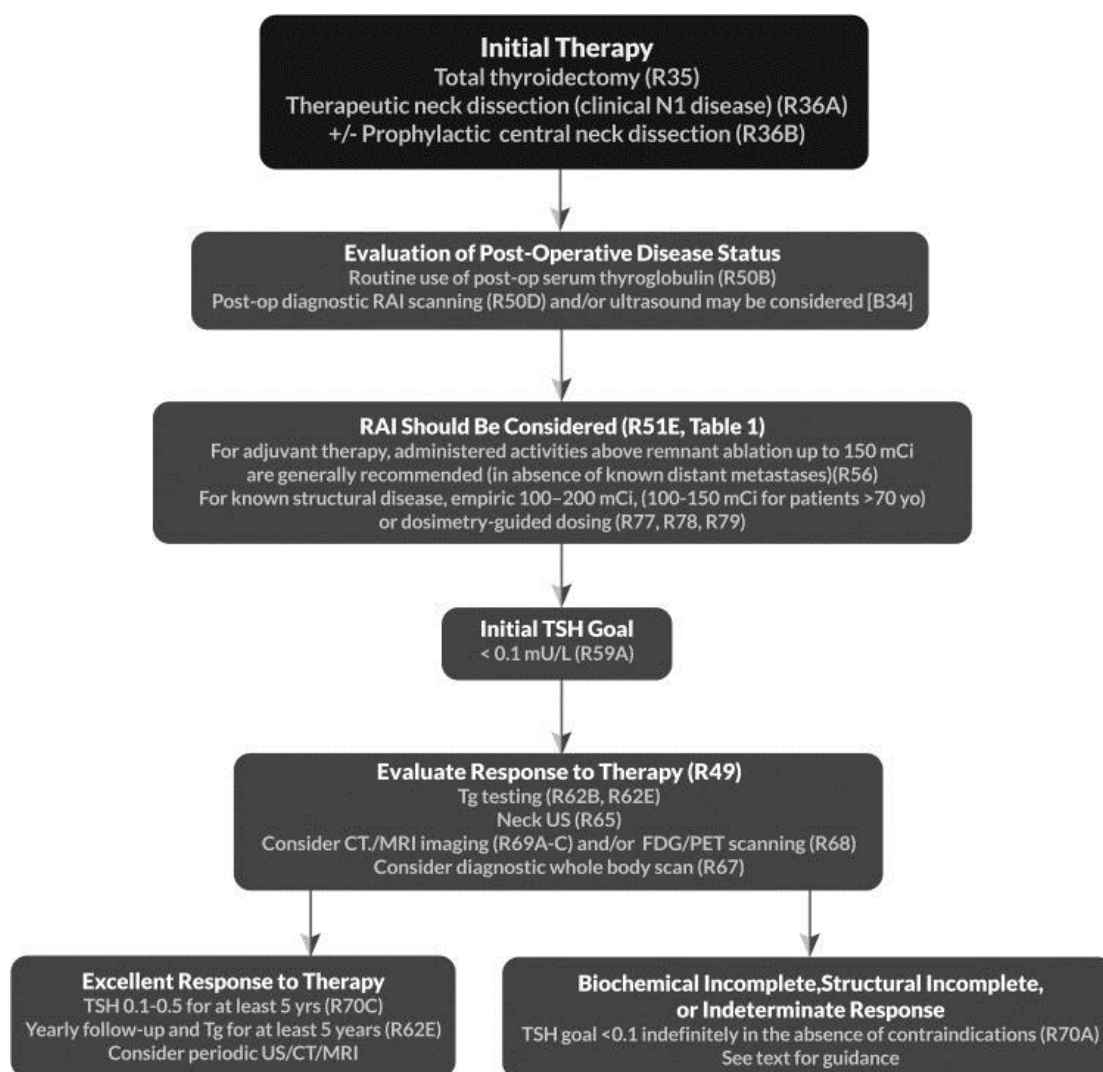 Initial Therapy
Total thyroidectomy (R35)
Therapeutic neck dissection (clinical N1 disease) (R36A)
+/- Prophylactic central neck dissection (R36B)
Evaluation of Post-Operative Disease Status
Routine use of post-op serum thyroglobulin (R50B)
Post-op diagnostic RAI scanning (R50D) and/or ultrasound may be considered [B34]
RAI Should Be Considered (R51E, Table 1)
For adjuvant therapy, administered activities above remnant ablation up to 150 mCi
are generally recommended (in absence of known distant metastases)(R56)
For known structural disease, empiric 100–200 mCi, (100-150 mCi for patients >70 yo)
or dosimetry-guided dosing (R77, R78, R79)
Initial TSH Goal
< 0.1 mU/L (R59A)
Evaluate Response to Therapy (R49)
Tg testing (R62B, R62E)
Neck US (R65)
Consider CT./MRI imaging (R69A-C) and/or FDG/PET scanning (R68)
Consider diagnostic whole body scan (R67)
Excellent Response to Therapy
TSH 0.1-0.5 for at least 5 yrs (R70C)
Yearly follow-up and Tg for at least 5 years (R62E)
Consider periodic US/CT/MRI
Biochemical Incomplete,Structural Incomplete,
or Indeterminate Response
TSH goal <0.1 indefinitely in the absence of contraindications (R70A)
See text for guidance